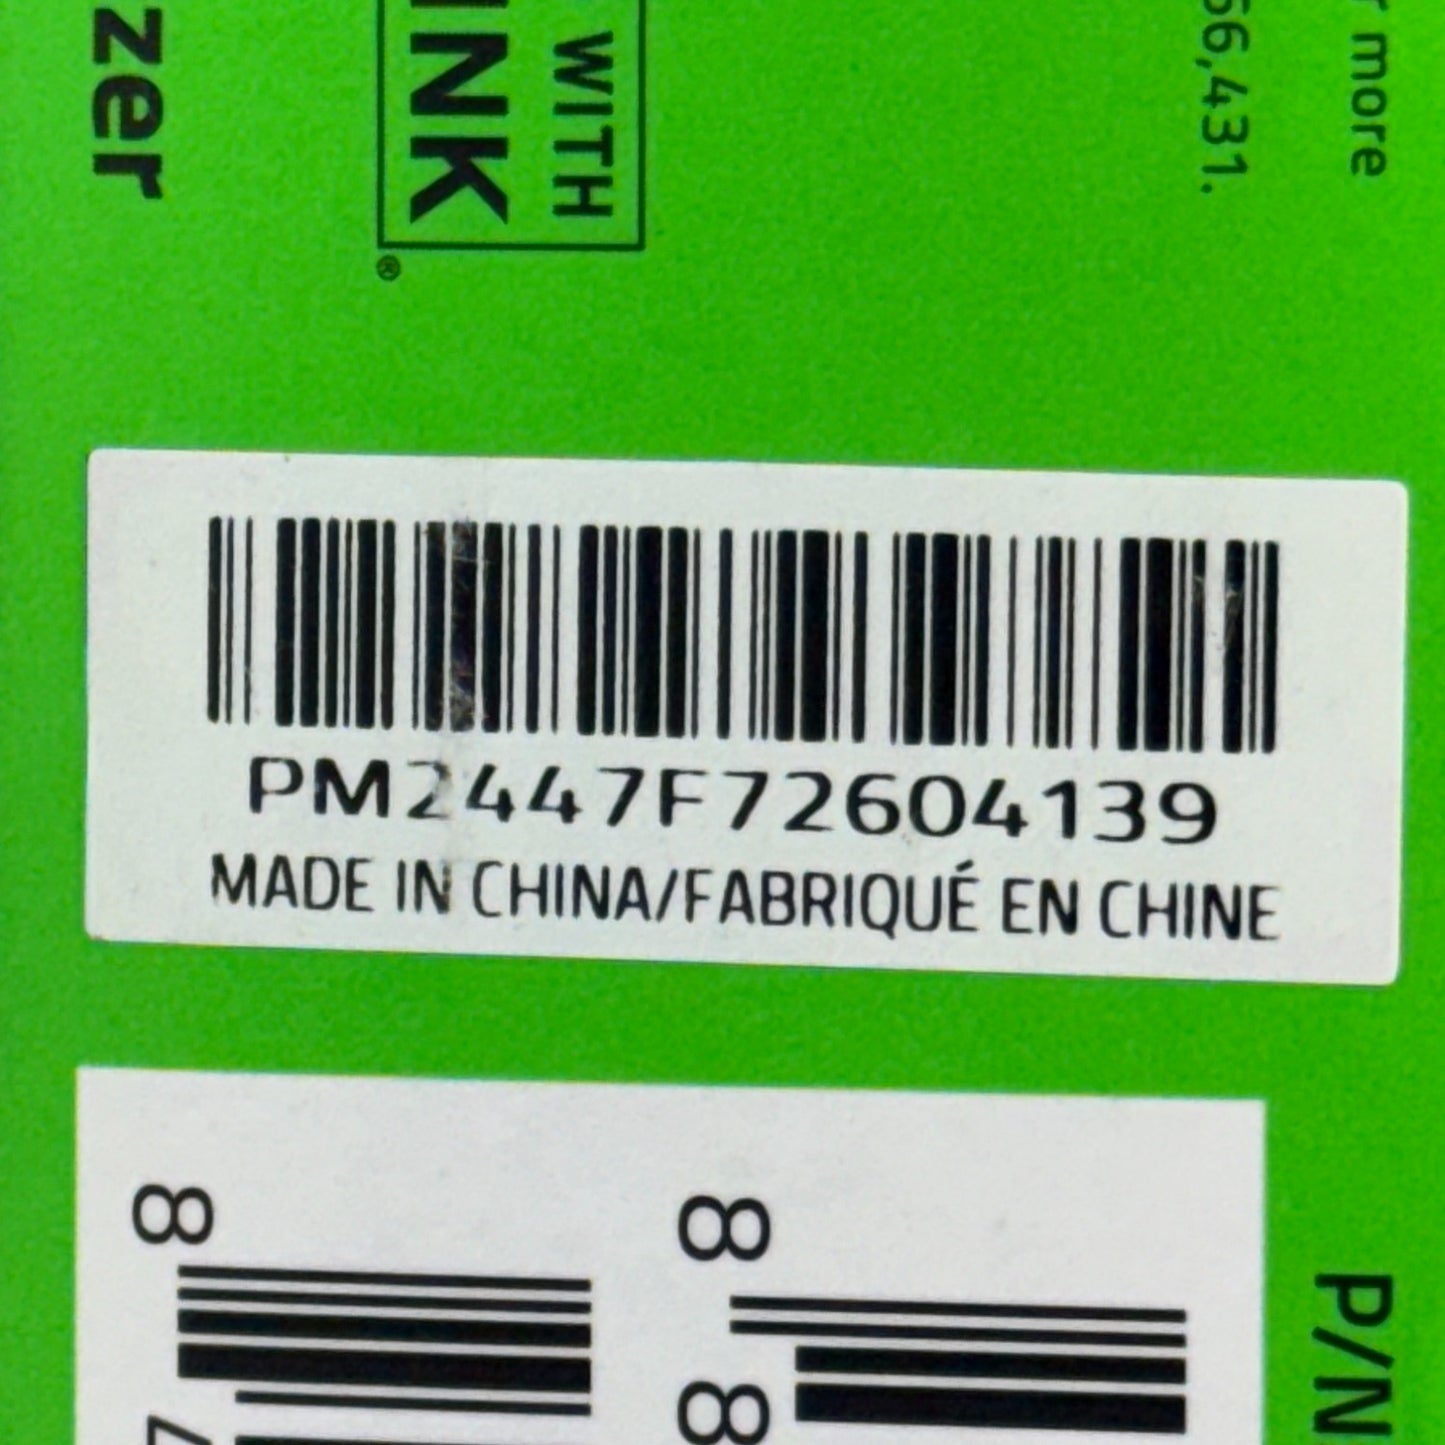 zer
WITH
INK
®
56,431.
r more
PM2447F72604139
MADE IN CHINA/FABRIQUÉ EN CHINE
8
8
8
P/N